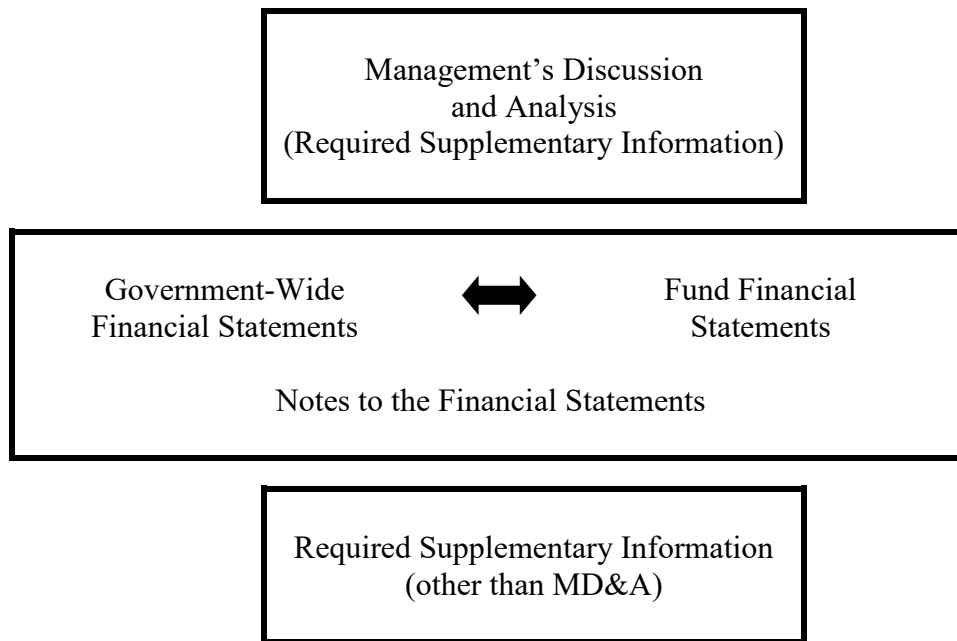 Management’s Discussion
and Analysis
(Required Supplementary Information)
Government-Wide
Financial Statements
Fund Financial
Statements
Notes to the Financial Statements
Required Supplementary Information
(other than MD&A)